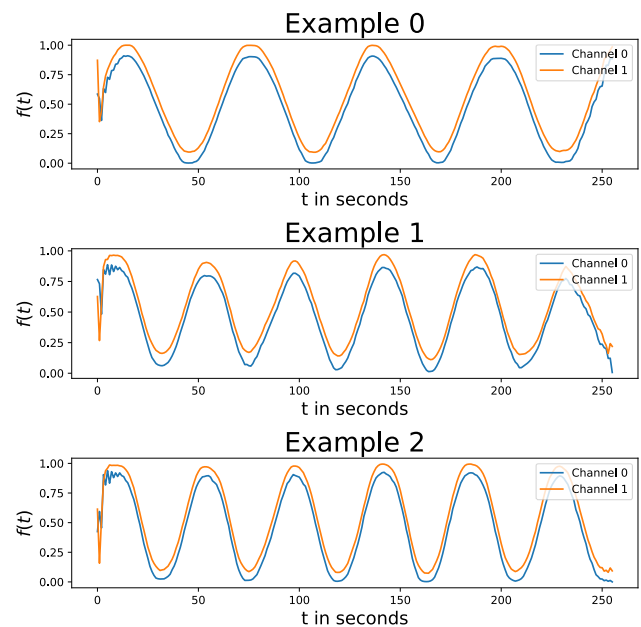 Example 0
1.00
0.75
0.50
0.25
0.00
f(t)
Channel 0
Channel 1
0 50 100 150 200 250
t in seconds
Example 1
1.00
0.75
0.50
0.25
0.00
f(t)
Channel 0
Channel 1
0 50 100 150 200 250
t in seconds
Example 2
1.00
0.75
0.50
0.25
0.00
f(t)
Channel 0
Channel 1
0 50 100 150 200 250
t in seconds